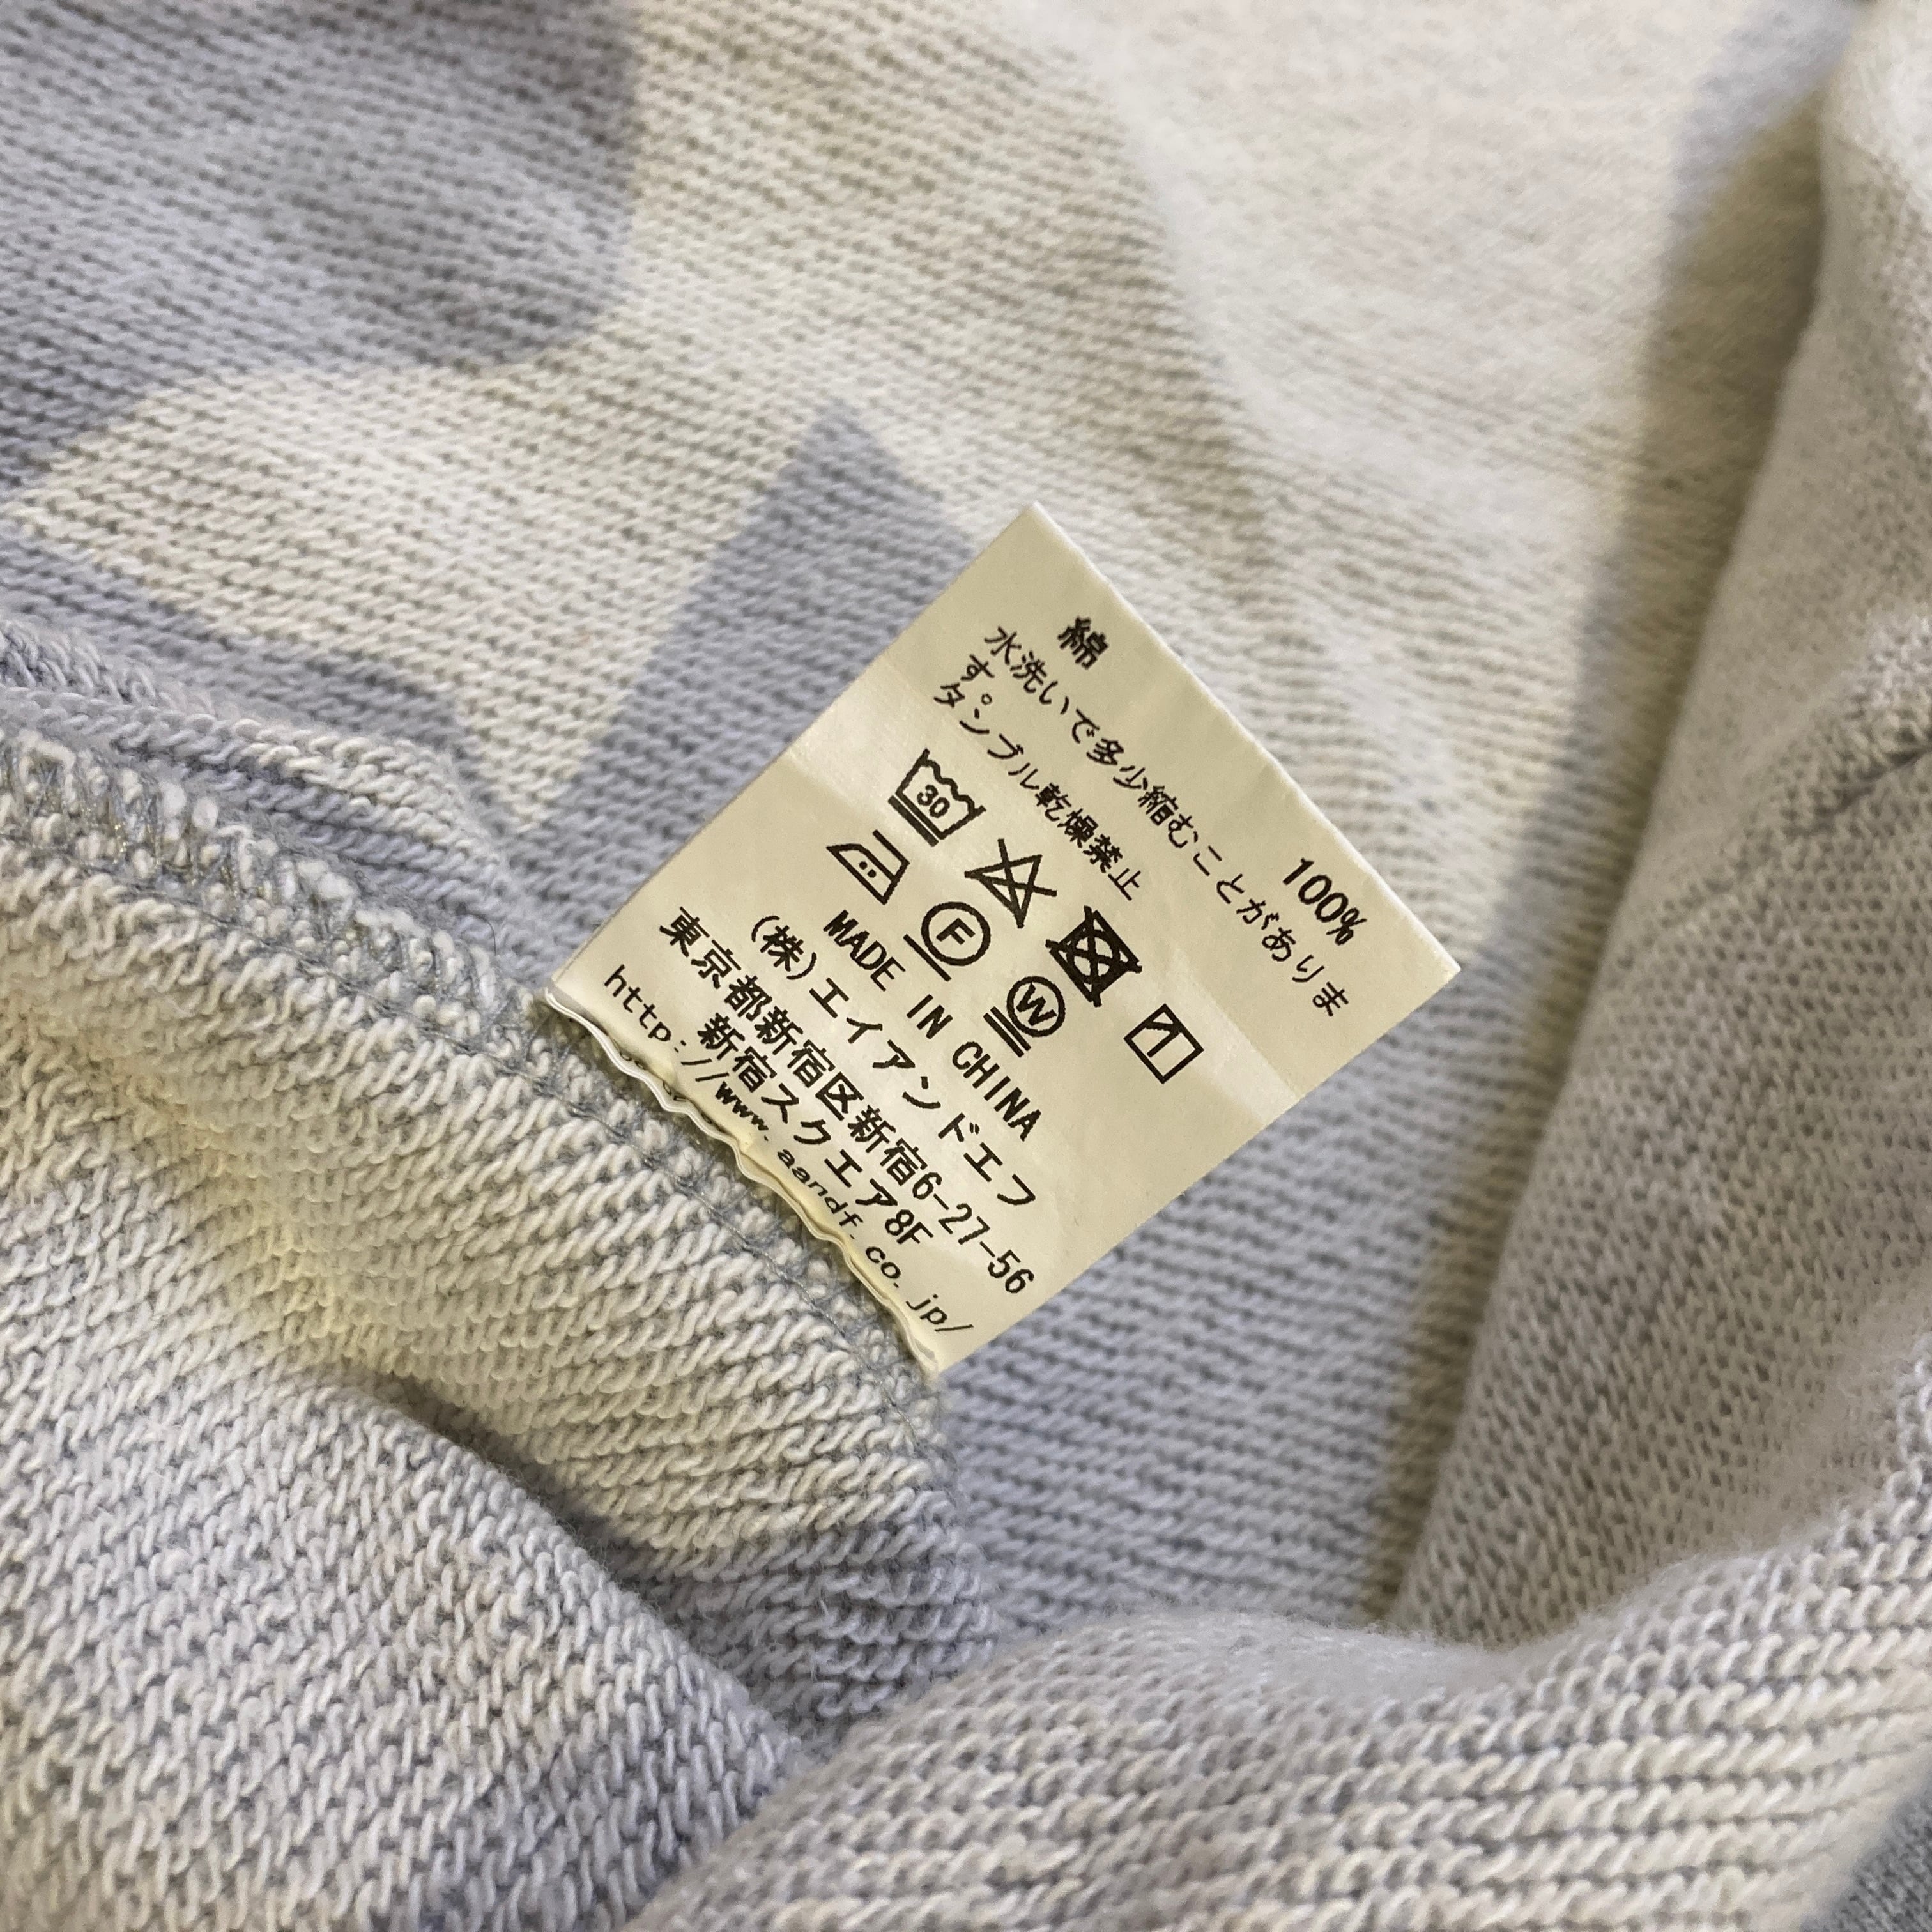 綿 100%
水洗いで多少縮むことがありま
す。
タンブル乾燥禁止
30
F W
MADE IN CHINA
(株)エイアンドエフ
東京都新宿区新宿6-27-56
新宿スクエア8F
http://www.aandf.co.jp/